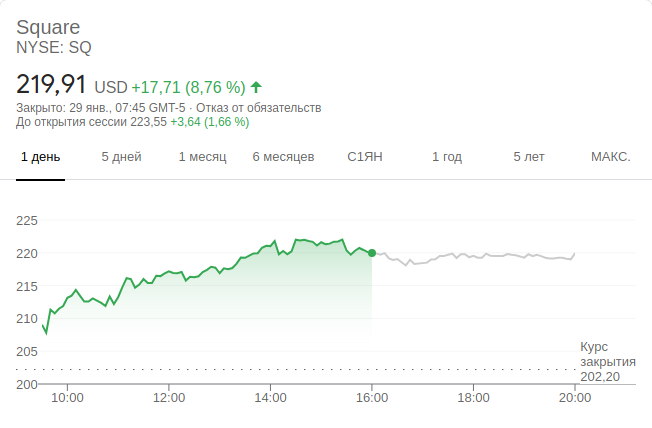 Square
NYSE: SQ
219,91 USD +17,71 (8,76 %)
Закрыто: 29 янв., 07:45 GMT-5 · Отказ от обязательств
До открытия сессии 223,55 +3,64 (1,66 %)
1 день 5 дней 1 месяц 6 месяцев С1ЯН 1 год 5 лет МАКС.
225
220
215
210
205
200
Курс
закрытия
202,20
10:00 12:00 14:00 16:00 18:00 20:00